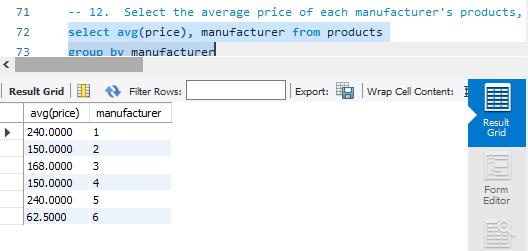 71 -- 12. Select the average price of each manufacturer's products,
72 select avg(price), manufacturer from products
73 group by manufacturer
Result Grid Filter Rows: Export: Wrap Cell Content:
avg(price) manufacturer
240.0000 1
150.0000 2
168.0000 3
150.0000 4
240.0000 5
62.5000 6
Result
Grid
Form
Editor